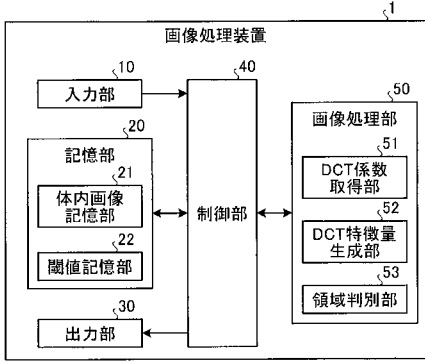 1
画像処理装置
10
入力部
20
記憶部
21
体内画像
記憶部
22
閾値記憶部
30
出力部
40
制御部
50
画像処理部
51
DCT係数
取得部
52
DCT特徴量
生成部
53
領域判別部